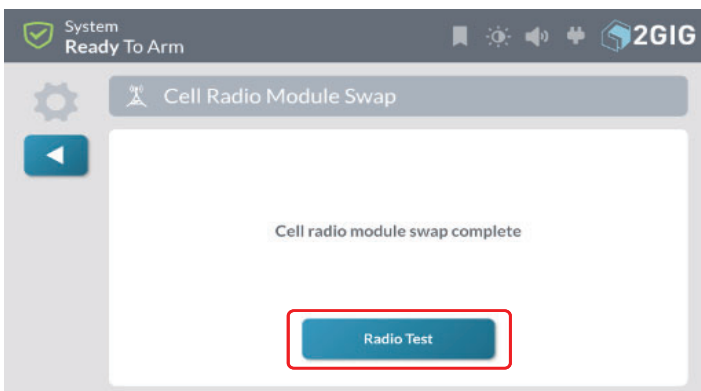 System
Ready To Arm
2GIG
Cell Radio Module Swap
Cell radio module swap complete
Radio Test